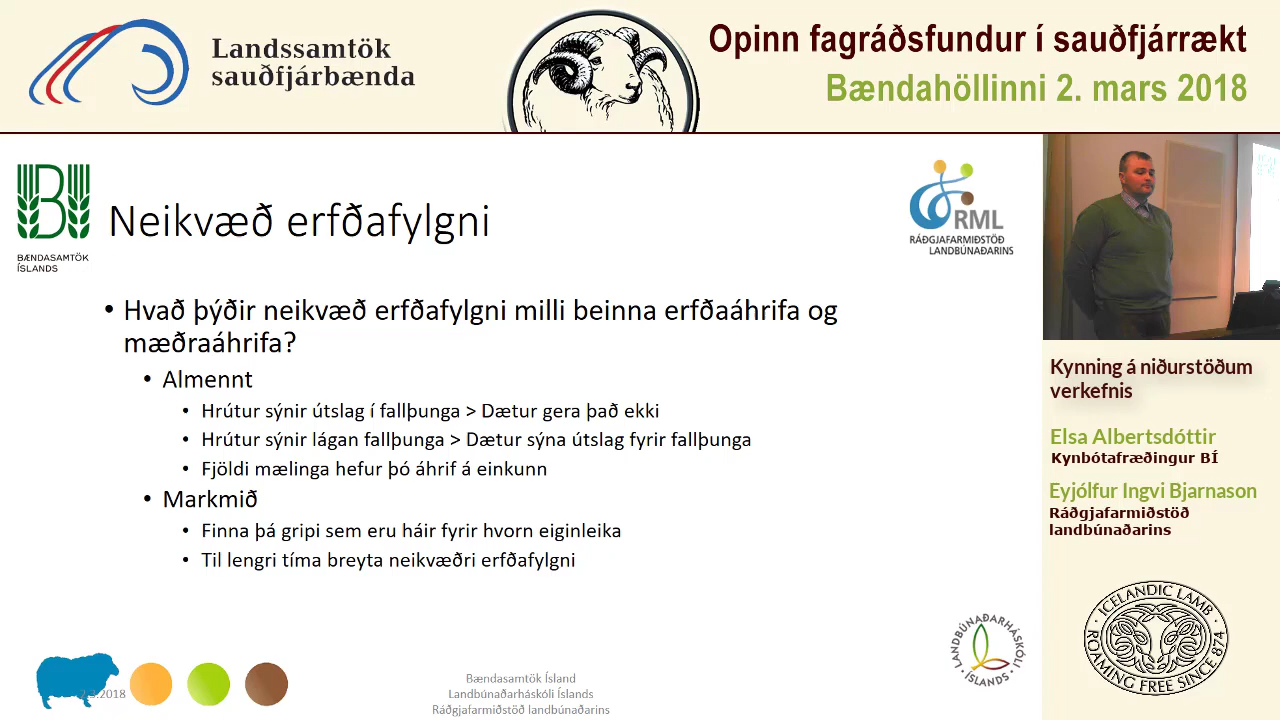 Landssamtök
sauðfjárbænda
Opinn fagráðsfundur í sauðfjárrækt
Bændahöllinni 2. mars 2018
BI
BÆNDASAMTÖK
ÍSLANDS
Neikvæð erfðafylgni
RML
RÁÐGJAFARMIÐSTÖÐ
LANDBÚNAÐARINS
• Hvað þýðir neikvæð erfðafylgni milli beinna erfðaáhrifa og
mæðraáhrifa?
• Almennt
• Hrútur sýnir útslag í fallþunga > Dætur gera það ekki
• Hrútur sýnir lágan fallþunga > Dætur sýna útslag fyrir fallþunga
• Fjöldi mælinga hefur þó áhrif á einkunn
• Markmið
• Finna þá gripi sem eru háir fyrir hvorn eiginleika
• Til lengri tíma breyta neikvæðri erfðafylgni
2.3.2018
Bændasamtök Ísland
Landbúnaðarháskóli Íslands
Ráðgjafarmiðstöð landbúnaðarins
LANDBÚNAÐARHÁSKÓLI
· ÍSLANDS ·
Kynning á niðurstöðum
verkefnis
Elsa Albertsdóttir
Kynbótafræðingur BÍ
Eyjólfur Ingvi Bjarnason
Ráðgjafarmiðstöð
landbúnaðarins
· ICELANDIC LAMB ·
ROAMING FREE SINCE 874